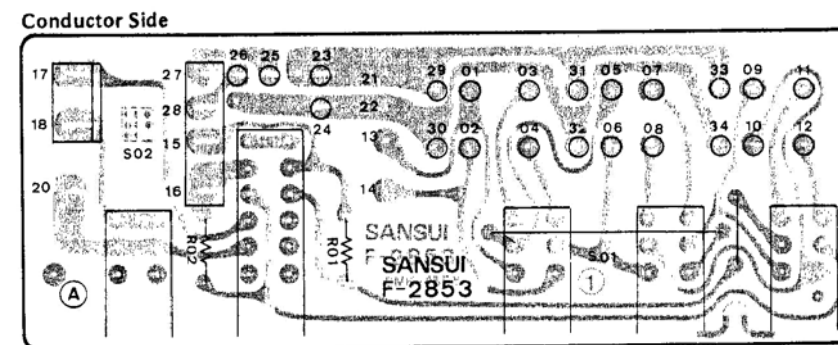 Conductor Side
17 27 26 25 23 21 29 01 03 31 05 07 33 09 11
18 28 22
15 24 13 30 02 04 32 06 08 34 10 12
S02
20 16 14
R02 R01
SANSUI
SANSUI
F-2853
S01
A 1